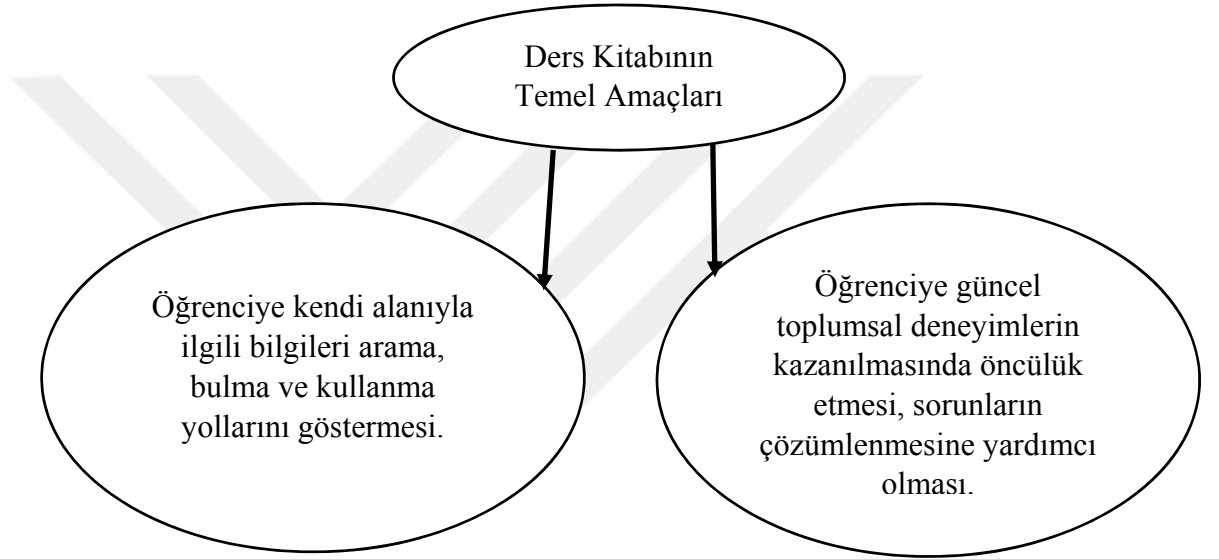 Ders Kitabının
Temel Amaçları
Öğrenciye kendi alanıyla
ilgili bilgileri arama,
bulma ve kullanma
yollarını göstermesi.
Öğrenciye güncel
toplumsal deneyimlerin
kazanılmasında öncülük
etmesi, sorunların
çözümlenmesine yardımcı
olması.